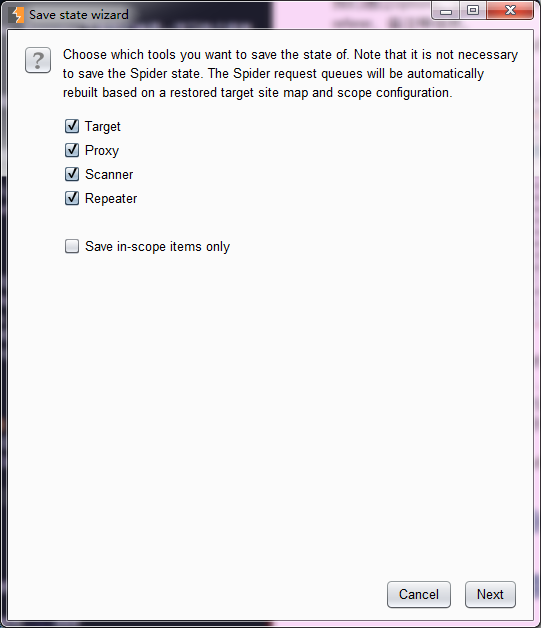 Save state wizard
Choose which tools you want to save the state of. Note that it is not necessary
to save the Spider state. The Spider request queues will be automatically
rebuilt based on a restored target site map and scope configuration.
Target
Proxy
Scanner
Repeater
Save in-scope items only
Cancel
Next